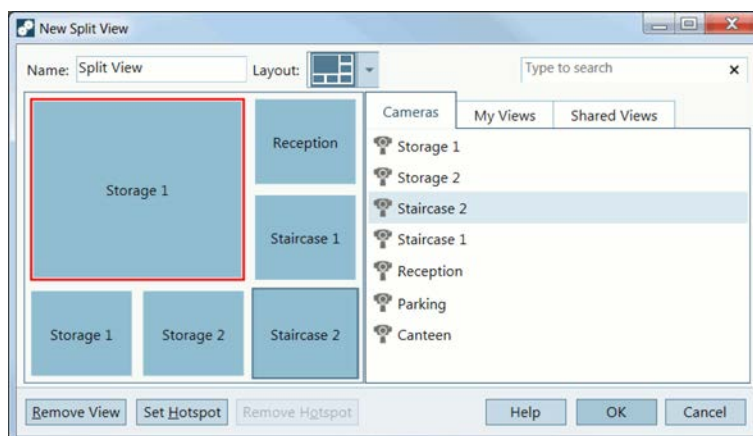 New Split View
Name: Split View Layout: Type to search
Cameras My Views Shared Views
Storage 1
Reception
Staircase 1
Storage 1 Storage 2 Staircase 2
Storage 1
Storage 2
Staircase 2
Staircase 1
Reception
Parking
Canteen
Remove View Set Hotspot Remove Hotspot Help OK Cancel